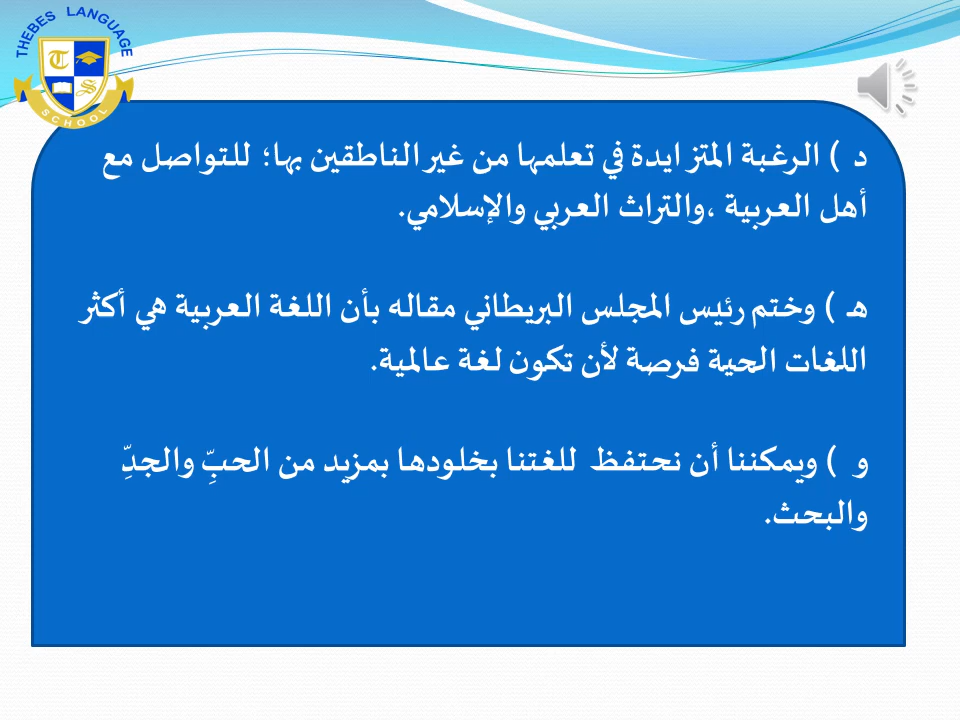 THEBES LANGUAGE
SCHOOL
د ) الرغبة المتزايدة في تعلمها من غير الناطقين بها؛ للتواصل مع
أهل العربية ،والتراث العربي والإسلامي.
هـ ) وختم رئيس المجلس البريطاني مقاله بأن اللغة العربية هي أكثر
اللغات الحية فرصة لأن تكون لغة عالمية.
و ) ويمكننا أن نحتفظ للغتنا بخلودها بمزيد من الحبِّ والجدِّ
والبحث.